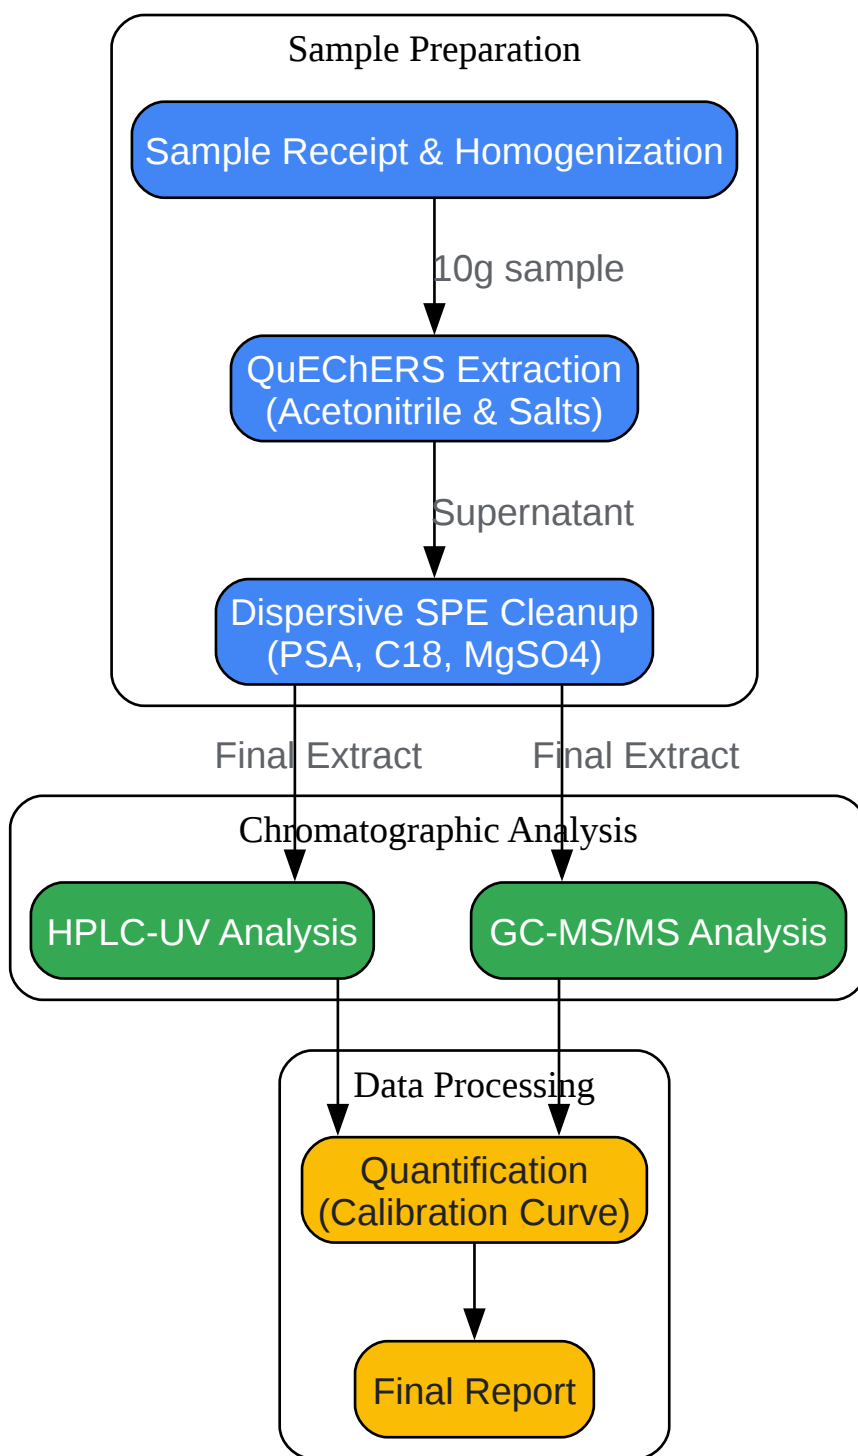 Sample Preparation
Sample Receipt & Homogenization
10g sample
QuEChERS Extraction
(Acetonitrile & Salts)
Supernatant
Dispersive SPE Cleanup
(PSA, C18, MgSO4)
Final Extract
Final Extract
Chromatographic Analysis
HPLC-UV Analysis
GC-MS/MS Analysis
Data Processing
Quantification
(Calibration Curve)
Final Report